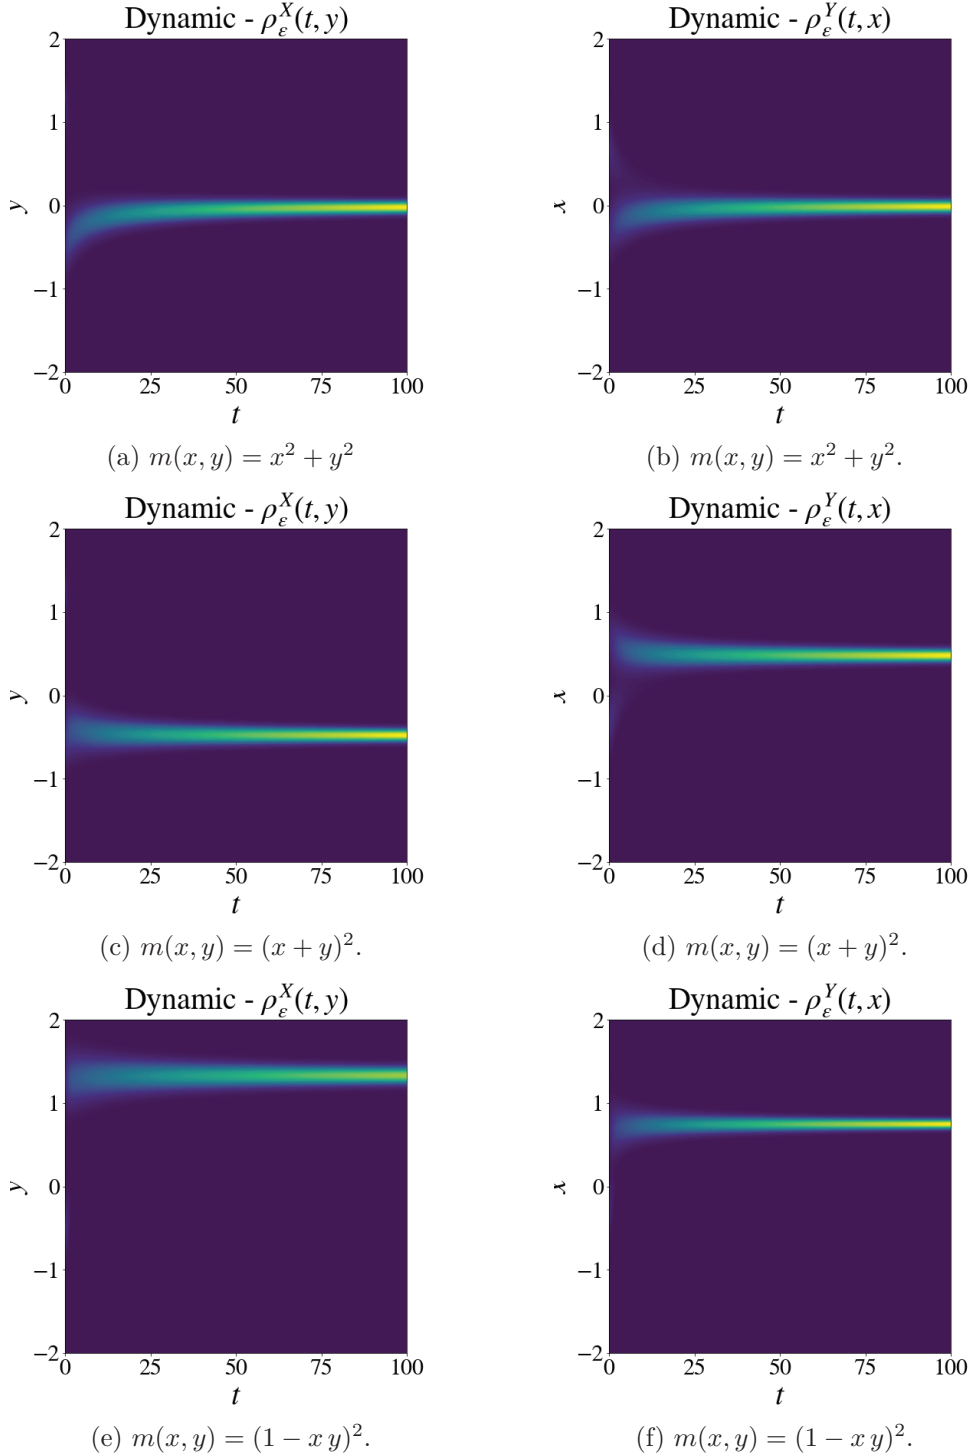 Dynamic - ρ_ε^X(t, y)
Dynamic - ρ_ε^Y(t, x)
2
1
0
−1
−2
y
0 25 50 75 100
t
2
1
0
−1
−2
x
0 25 50 75 100
t
(a) m(x, y) = x² + y²
(b) m(x, y) = x² + y².
Dynamic - ρ_ε^X(t, y)
Dynamic - ρ_ε^Y(t, x)
2
1
0
−1
−2
y
0 25 50 75 100
t
2
1
0
−1
−2
x
0 25 50 75 100
t
(c) m(x, y) = (x + y)².
(d) m(x, y) = (x + y)².
Dynamic - ρ_ε^X(t, y)
Dynamic - ρ_ε^Y(t, x)
2
1
0
−1
−2
y
0 25 50 75 100
t
2
1
0
−1
−2
x
0 25 50 75 100
t
(e) m(x, y) = (1 − x y)².
(f) m(x, y) = (1 − x y)².